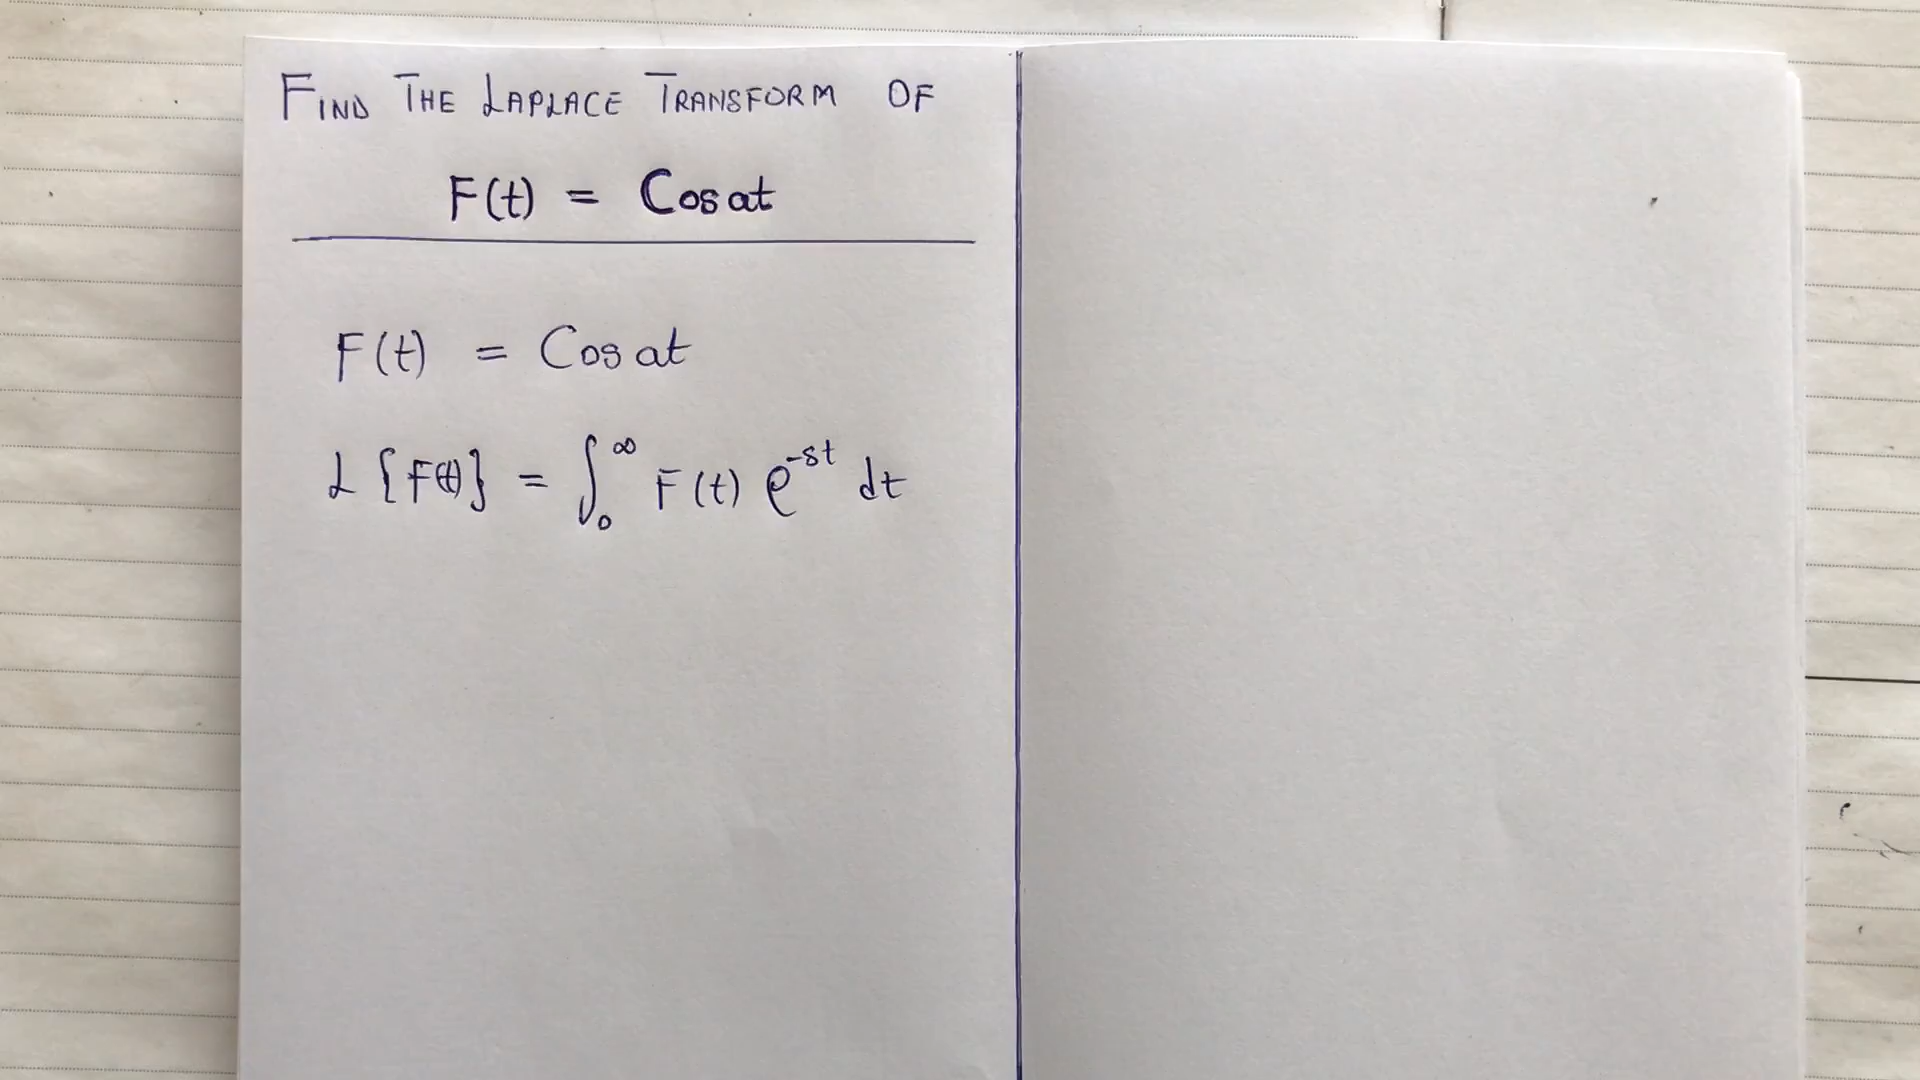 FIND THE LAPLACE TRANSFORM OF
F(t) = Cos at
F(t) = Cos at
L {F(t)} = ∫₀^∞ F(t) e^-st dt